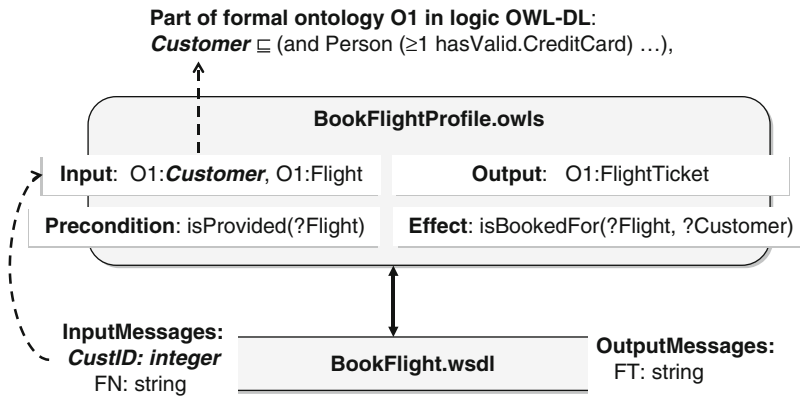 Part of formal ontology O1 in logic OWL-DL:
Customer ⊑ (and Person (≥1 hasValid.CreditCard) …),
BookFlightProfile.owls
Input: O1:Customer, O1:Flight
Output: O1:FlightTicket
Precondition: isProvided(?Flight)
Effect: isBookedFor(?Flight, ?Customer)
InputMessages:
CustID: integer
FN: string
BookFlight.wsdl
OutputMessages:
FT: string